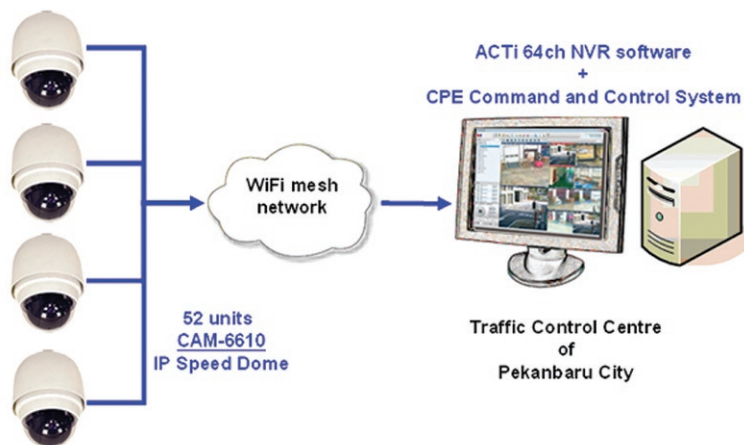 ACTi 64ch NVR software
+
CPE Command and Control System
WiFi mesh
network
52 units
CAM-6610
IP Speed Dome
Traffic Control Centre
of
Pekanbaru City